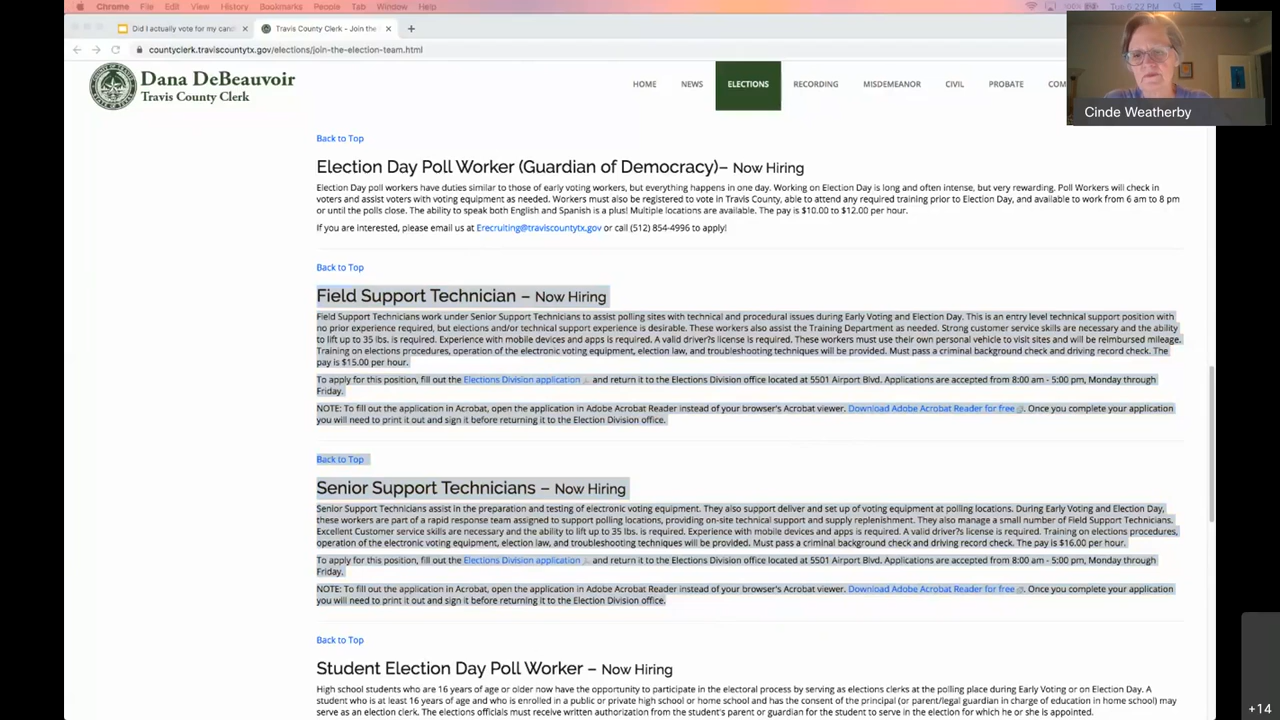 Chrome File Edit View History Bookmarks People Tab Window Help
100% Tue 6:22 PM
Did I actually vote for my cand
Travis County Clerk - Join the
countyclerk.traviscountytx.gov/elections/join-the-election-team.html
Dana DeBeauvoir
Travis County Clerk
HOME NEWS ELECTIONS RECORDING MISDEMEANOR CIVIL PROBATE COM
Cinde Weatherby
Back to Top
Election Day Poll Worker (Guardian of Democracy)– Now Hiring
Election Day poll workers have duties similar to those of early voting workers, but everything happens in one day. Working on Election Day is long and often intense, but very rewarding. Poll Workers will check in
voters and assist voters with voting equipment as needed. Workers must also be registered to vote in Travis County, able to attend any required training prior to Election Day, and available to work from 6 am to 8 pm
or until the polls close. The ability to speak both English and Spanish is a plus! Multiple locations are available. The pay is $10.00 to $12.00 per hour.
If you are interested, please email us at Erecruiting@traviscountytx.gov or call (512) 854-4996 to apply!
Back to Top
Field Support Technician – Now Hiring
Field Support Technicians work under Senior Support Technicians to assist polling sites with technical and procedural issues during Early Voting and Election Day. This is an entry level technical support position with
no prior experience required, but elections and/or technical support experience is desirable. These workers also assist the Training Department as needed. Strong customer service skills are necessary and the ability
to lift up to 35 lbs. is required. Experience with mobile devices and apps is required. A valid driver?s license is required. These workers must use their own personal vehicle to visit sites and will be reimbursed mileage.
Training on elections procedures, operation of the electronic voting equipment, election law, and troubleshooting techniques will be provided. Must pass a criminal background check and driving record check. The
pay is $15.00 per hour.
To apply for this position, fill out the Elections Division application and return it to the Elections Division office located at 5501 Airport Blvd. Applications are accepted from 8:00 am - 5:00 pm, Monday through
Friday.
NOTE: To fill out the application in Acrobat, open the application in Adobe Acrobat Reader instead of your browser's Acrobat viewer. Download Adobe Acrobat Reader for free . Once you complete your application
you will need to print it out and sign it before returning it to the Election Division office.
Back to Top
Senior Support Technicians – Now Hiring
Senior Support Technicians assist in the preparation and testing of electronic voting equipment. They also support deliver and set up of voting equipment at polling locations. During Early Voting and Election Day,
these workers are part of a rapid response team assigned to support polling locations, providing on-site technical support and supply replenishment. They also manage a small number of Field Support Technicians.
Excellent Customer service skills are necessary and the ability to lift up to 35 lbs. is required. Experience with mobile devices and apps is required. A valid driver?s license is required. Training on elections procedures,
operation of the electronic voting equipment, election law, and troubleshooting techniques will be provided. Must pass a criminal background check and driving record check. The pay is $16.00 per hour.
To apply for this position, fill out the Elections Division application and return it to the Elections Division office located at 5501 Airport Blvd. Applications are accepted from 8:00 am - 5:00 pm, Monday through
Friday.
NOTE: To fill out the application in Acrobat, open the application in Adobe Acrobat Reader instead of your browser's Acrobat viewer. Download Adobe Acrobat Reader for free . Once you complete your application
you will need to print it out and sign it before returning it to the Election Division office.
Back to Top
Student Election Day Poll Worker – Now Hiring
High school students who are 16 years of age or older now have the opportunity to participate in the electoral process by serving as elections clerks at the polling place during Early Voting or on Election Day. A
student who is at least 16 years of age and who is enrolled in a public or private high school or home school and has the consent of the principal (or parent/legal guardian in charge of education in home school) may
serve as an election clerk. The elections officials must receive written authorization from the student's parent or guardian for the student to serve in the election for which he or she is appointed.
+14